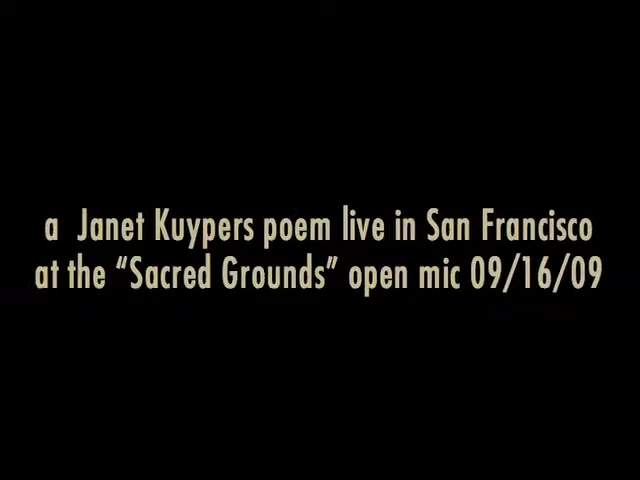 a  Janet Kuypers poem live in San Francisco
at the “Sacred Grounds” open mic 09/16/09